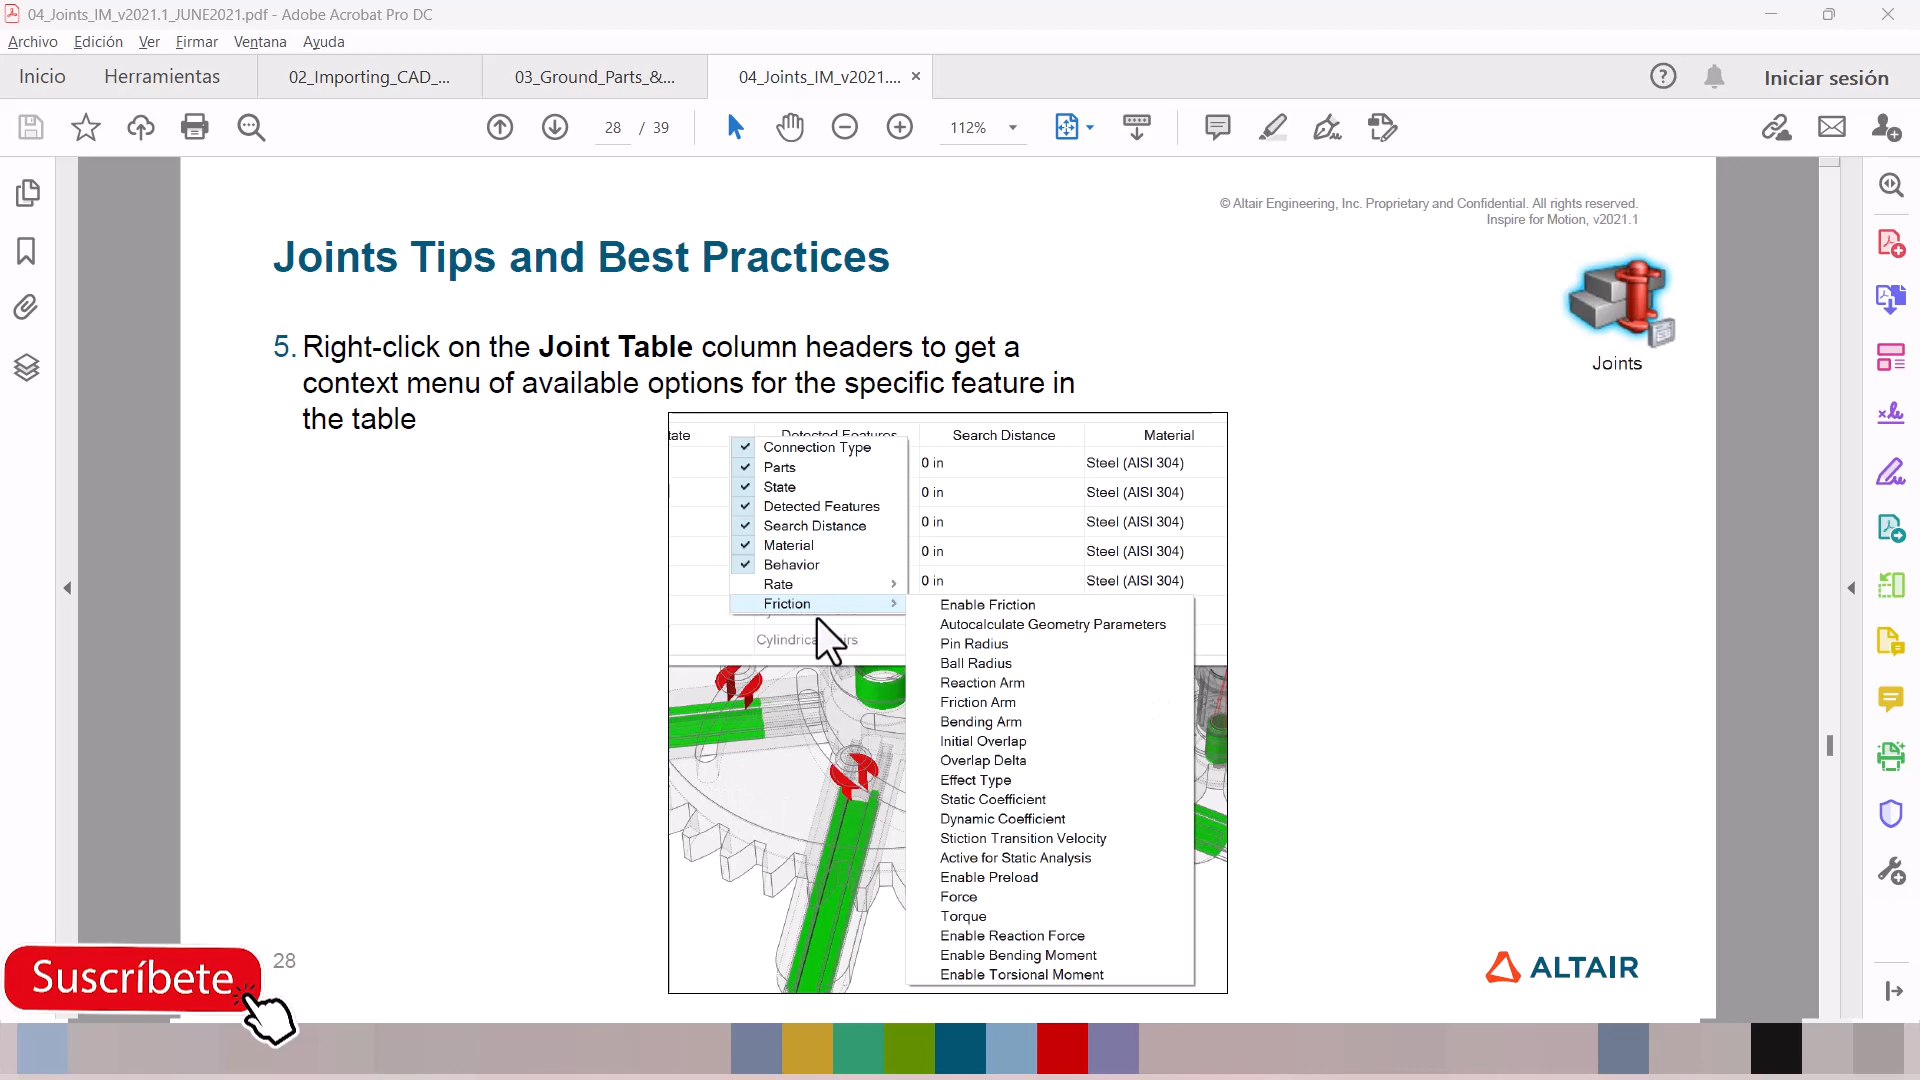 04_Joints_IM_v2021.1_JUNE2021.pdf - Adobe Acrobat Pro DC
Archivo Edición Ver Firmar Ventana Ayuda
Inicio Herramientas 02_Importing_CAD_... 03_Ground_Parts_&... 04_Joints_IM_v2021.... × Iniciar sesión
28 / 39 112%
© Altair Engineering, Inc. Proprietary and Confidential. All rights reserved.
Inspire for Motion, v2021.1
Joints Tips and Best Practices
Joints
5. Right-click on the Joint Table column headers to get a
context menu of available options for the specific feature in
the table
tate Detected Features Search Distance Material
Connection Type
Parts
State
Detected Features
Search Distance
Material
Behavior
Rate
Friction
0 in Steel (AISI 304)
0 in Steel (AISI 304)
0 in Steel (AISI 304)
0 in Steel (AISI 304)
0 in Steel (AISI 304)
Enable Friction
Autocalculate Geometry Parameters
Pin Radius
Ball Radius
Reaction Arm
Friction Arm
Bending Arm
Initial Overlap
Overlap Delta
Effect Type
Static Coefficient
Dynamic Coefficient
Stiction Transition Velocity
Active for Static Analysis
Enable Preload
Force
Torque
Enable Reaction Force
Enable Bending Moment
Enable Torsional Moment
28
Suscríbete
ALTAIR